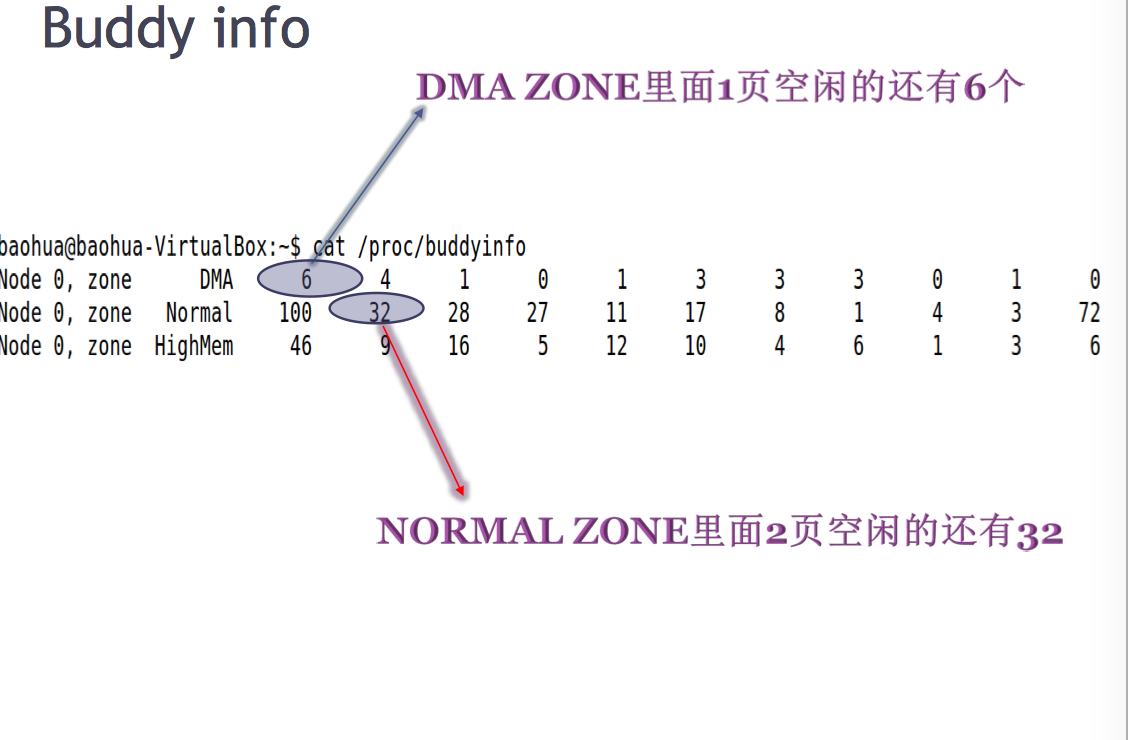 Buddy info
DMA ZONE里面1页空闲的还有6个
baohua@baohua-VirtualBox:~$ cat /proc/buddyinfo
Node 0, zone DMA 6 4 1 0 1 3 3 3 0 1 0
Node 0, zone Normal 100 32 28 27 11 17 8 1 4 3 72
Node 0, zone HighMem 46 9 16 5 12 10 4 6 1 3 6
NORMAL ZONE里面2页空闲的还有32